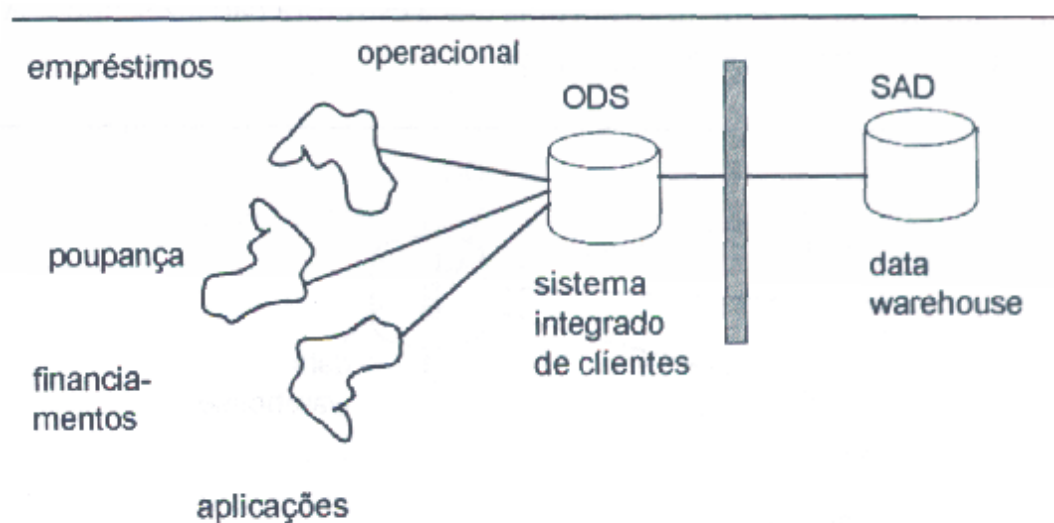 empréstimos
operacional
ODS
SAD
poupança
sistema
integrado
de clientes
data
warehouse
financia-
mentos
aplicações